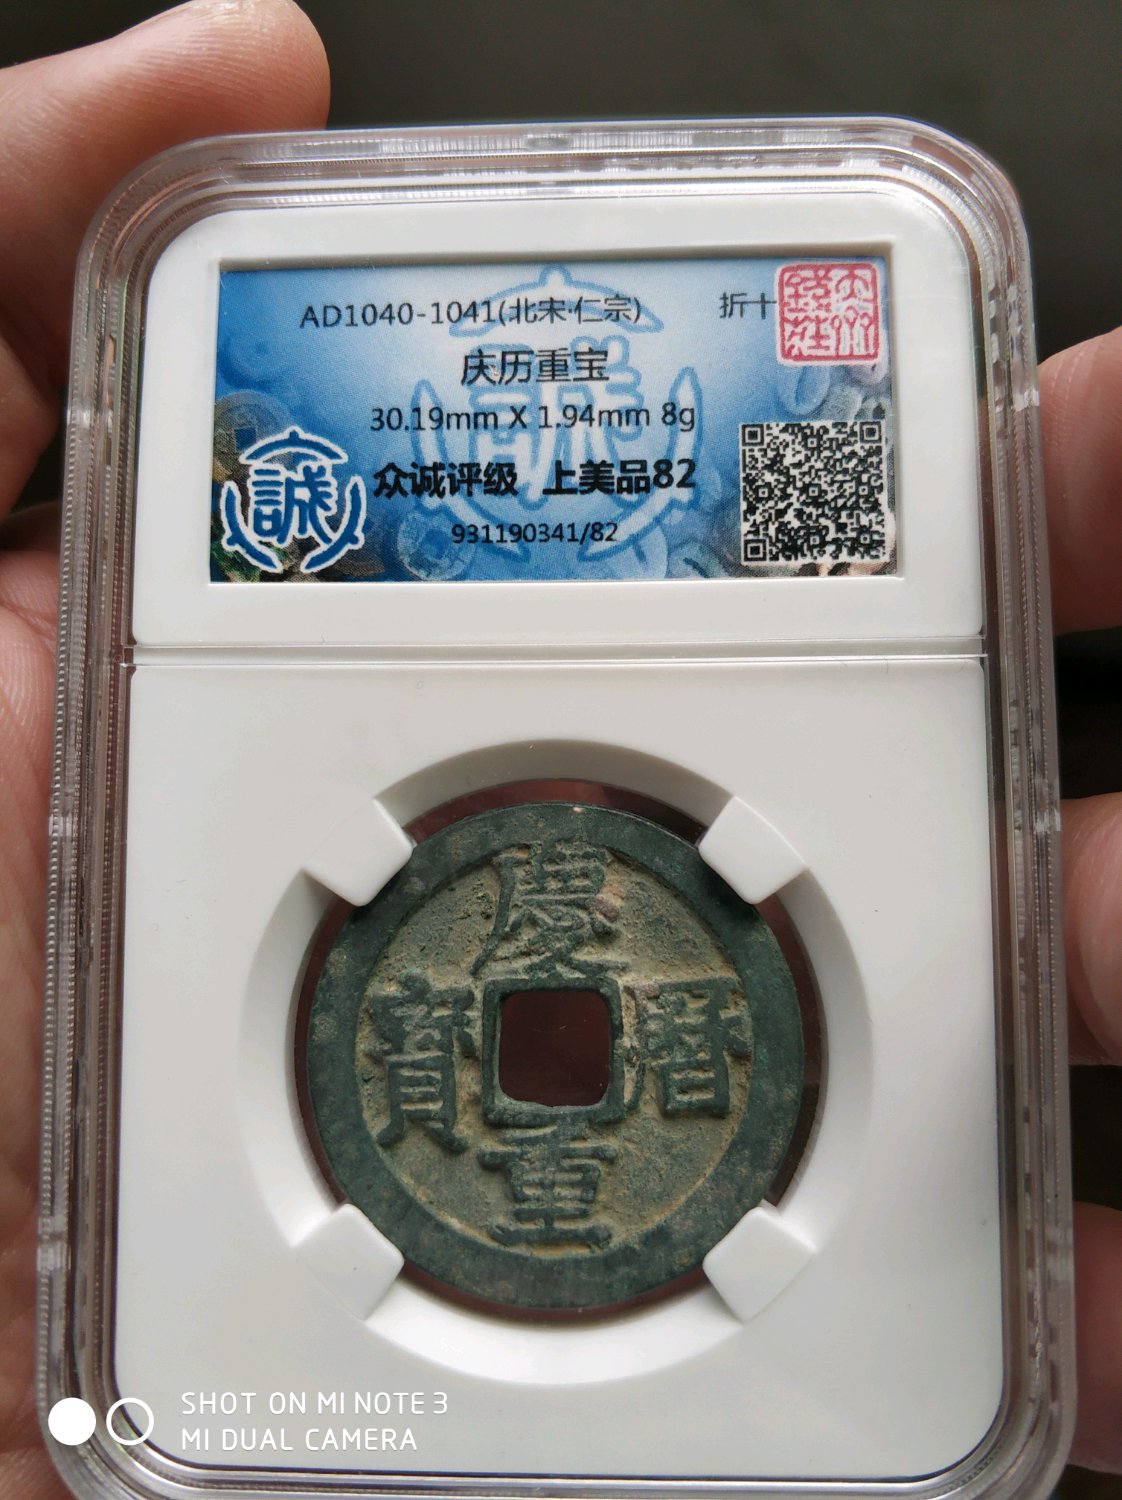 AD1040-1041(北宋·仁宗)
折十
庆历重宝
30.19mm X 1.94mm 8g
众诚评级 上美品82
931190341/82
誠
誠
慶
曆
重
寶
SHOT ON MI NOTE 3
MI DUAL CAMERA